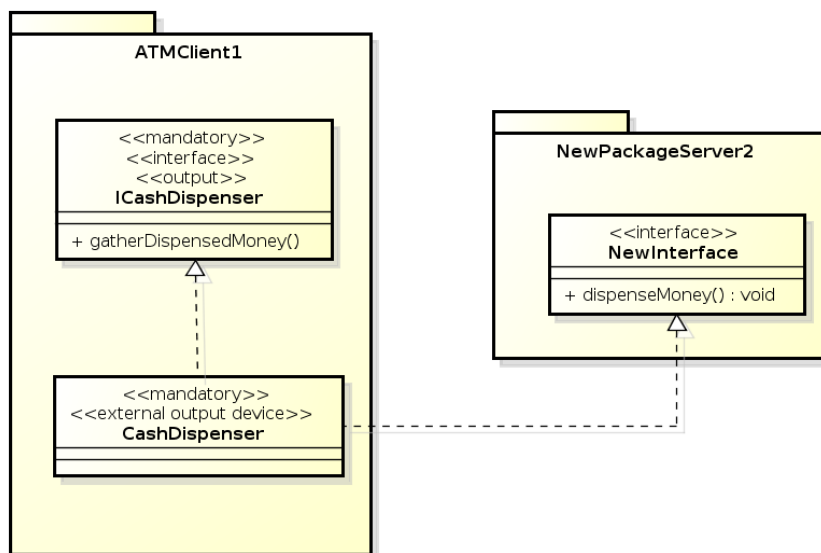 ATMClient1
<<mandatory>>
<<interface>>
<<output>>
ICashDispenser
+ gatherDispensedMoney()
<<mandatory>>
<<external output device>>
CashDispenser
NewPackageServer2
<<interface>>
NewInterface
+ dispenseMoney() : void